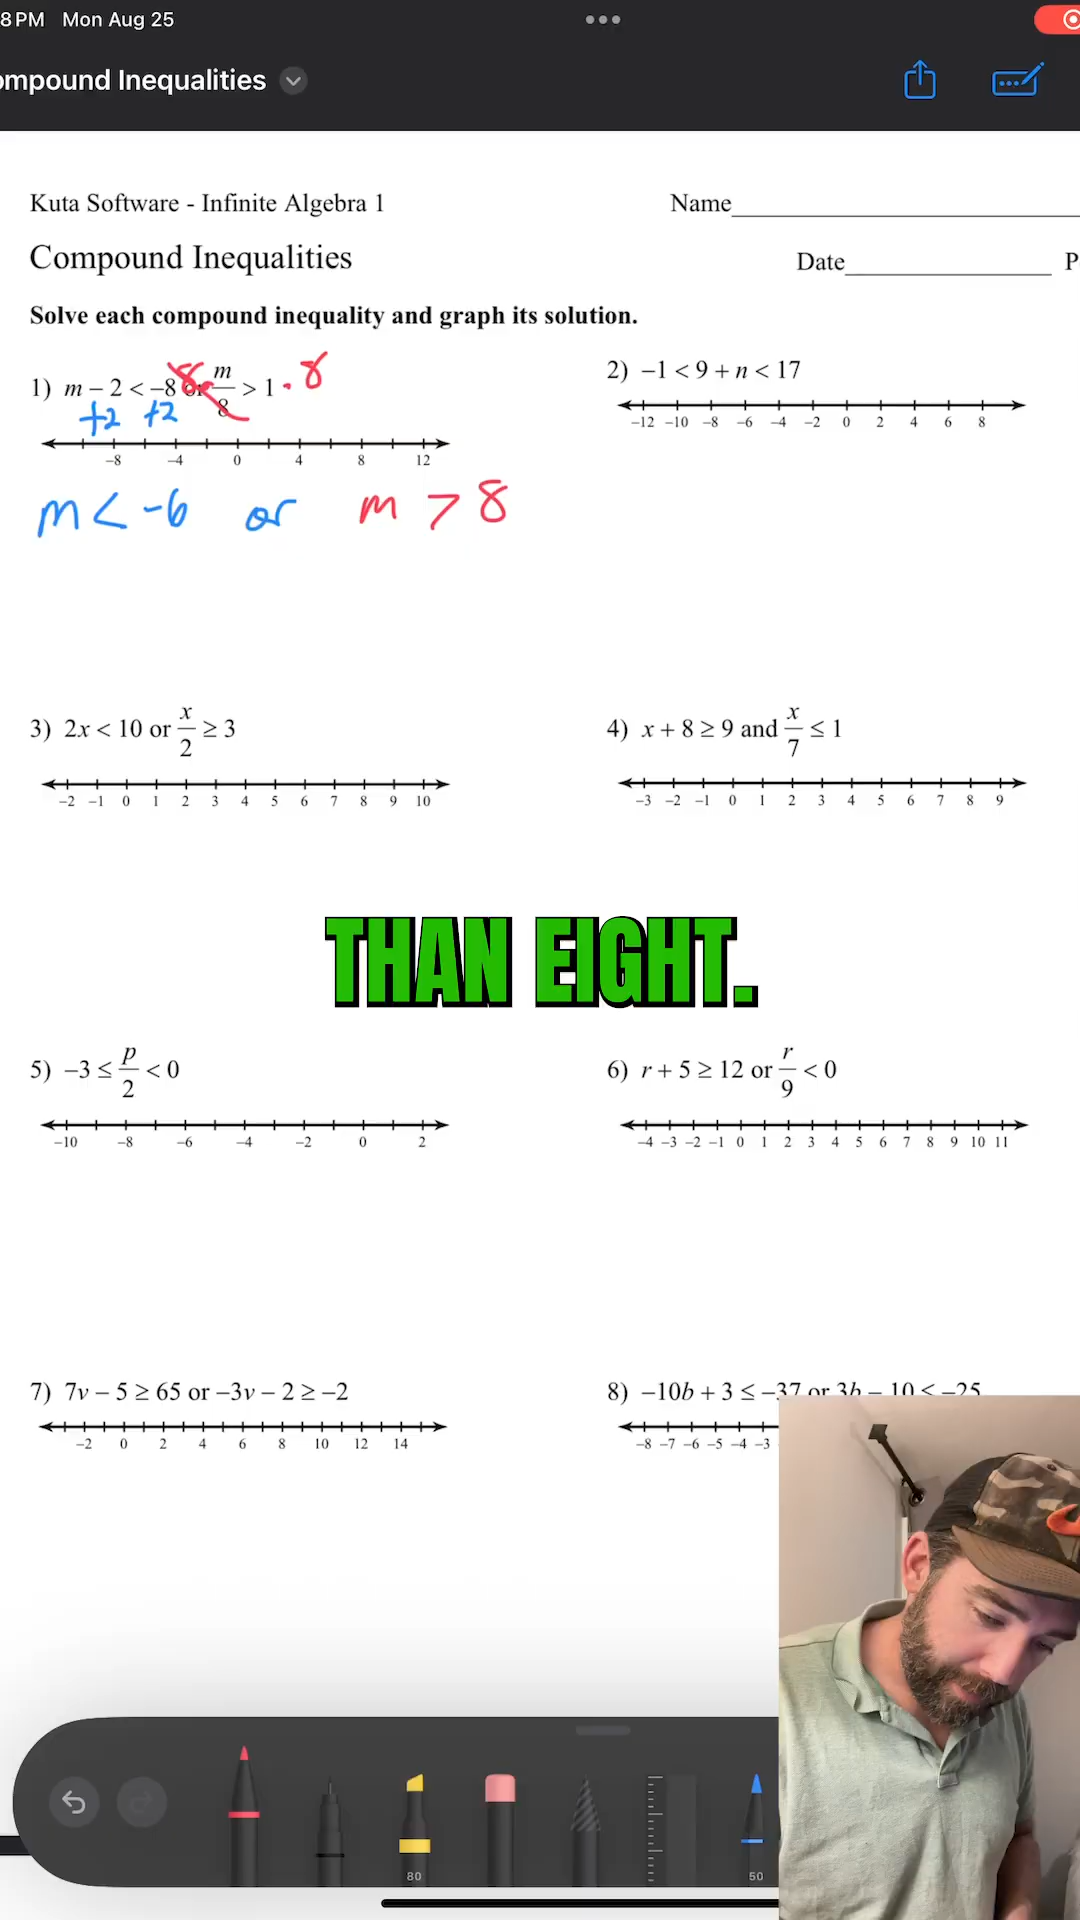 8 PM Mon Aug 25
ompound Inequalities
Kuta Software - Infinite Algebra 1
Name
Compound Inequalities
Date P
Solve each compound inequality and graph its solution.
1) m − 2 < −8 or m/8 > 1 · 8
8
+2 +2
−8 −4 0 4 8 12
m < -6 or m > 8
2) −1 < 9 + n < 17
−12 −10 −8 −6 −4 −2 0 2 4 6 8
3) 2x < 10 or x/2 ≥ 3
−2 −1 0 1 2 3 4 5 6 7 8 9 10
4) x + 8 ≥ 9 and x/7 ≤ 1
−3 −2 −1 0 1 2 3 4 5 6 7 8 9
THAN EIGHT.
5) −3 ≤ p/2 < 0
−10 −8 −6 −4 −2 0 2
6) r + 5 ≥ 12 or r/9 < 0
−4 −3 −2 −1 0 1 2 3 4 5 6 7 8 9 10 11
7) 7v − 5 ≥ 65 or −3v − 2 ≥ −2
−2 0 2 4 6 8 10 12 14
8) −10b + 3 ≤ −37 or 3b − 10 ≤ −25
−8 −7 −6 −5 −4 −3
80 50